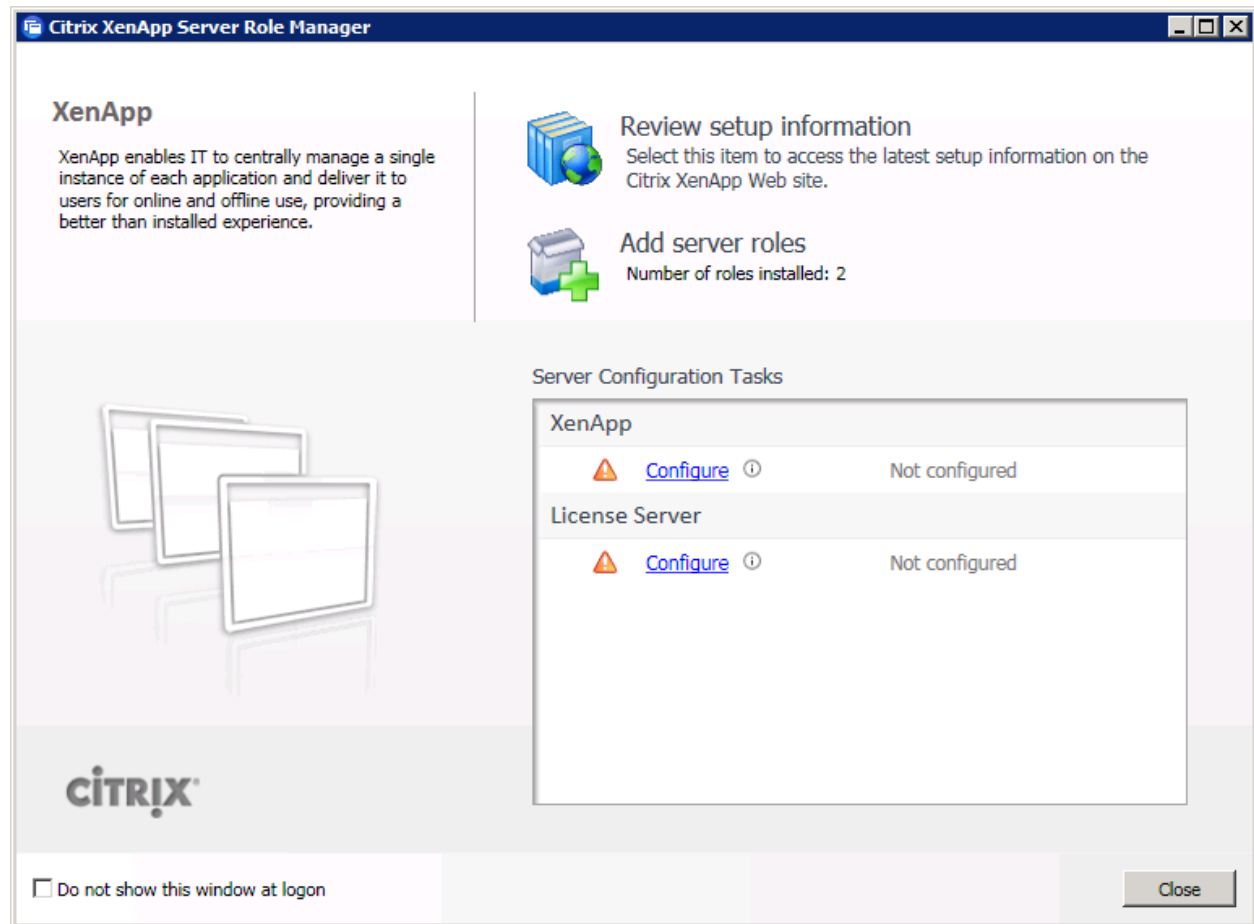 Citrix XenApp Server Role Manager
XenApp
XenApp enables IT to centrally manage a single
instance of each application and deliver it to
users for online and offline use, providing a
better than installed experience.
Review setup information
Select this item to access the latest setup information on the
Citrix XenApp Web site.
Add server roles
Number of roles installed: 2
Server Configuration Tasks
XenApp
Configure Not configured
License Server
Configure Not configured
CITRIX
Do not show this window at logon
Close